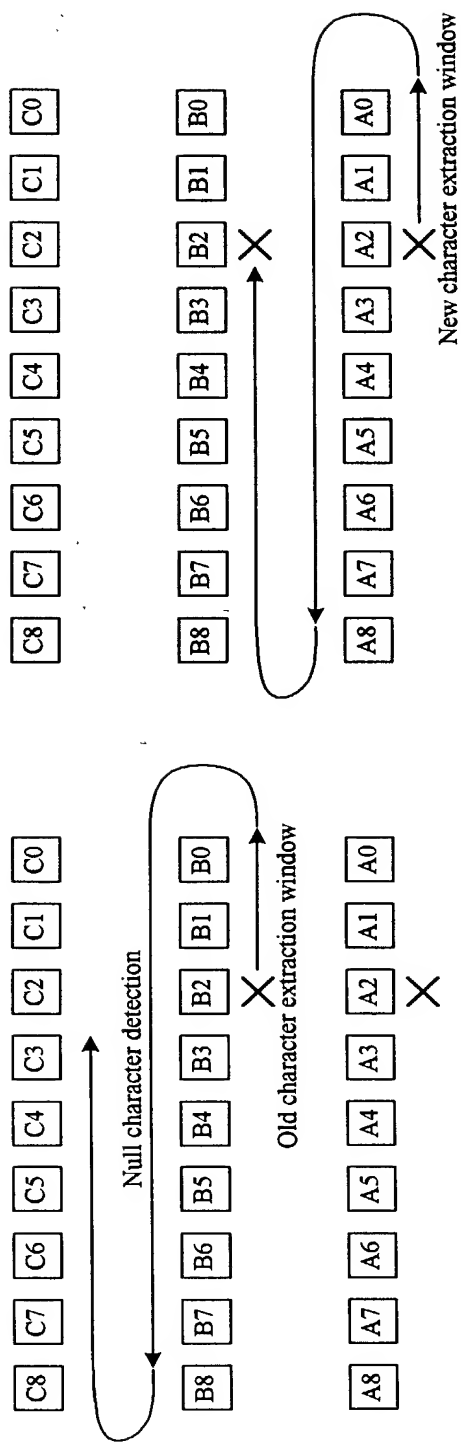 C8 C7 C6 C5 C4 C3 C2 C1 C0
Null character detection
B8 B7 B6 B5 B4 B3 B2 B1 B0
Old character extraction window
A8 A7 A6 A5 A4 A3 A2 A1 A0
C8 C7 C6 C5 C4 C3 C2 C1 C0
B8 B7 B6 B5 B4 B3 B2 B1 B0
A8 A7 A6 A5 A4 A3 A2 A1 A0
New character extraction window